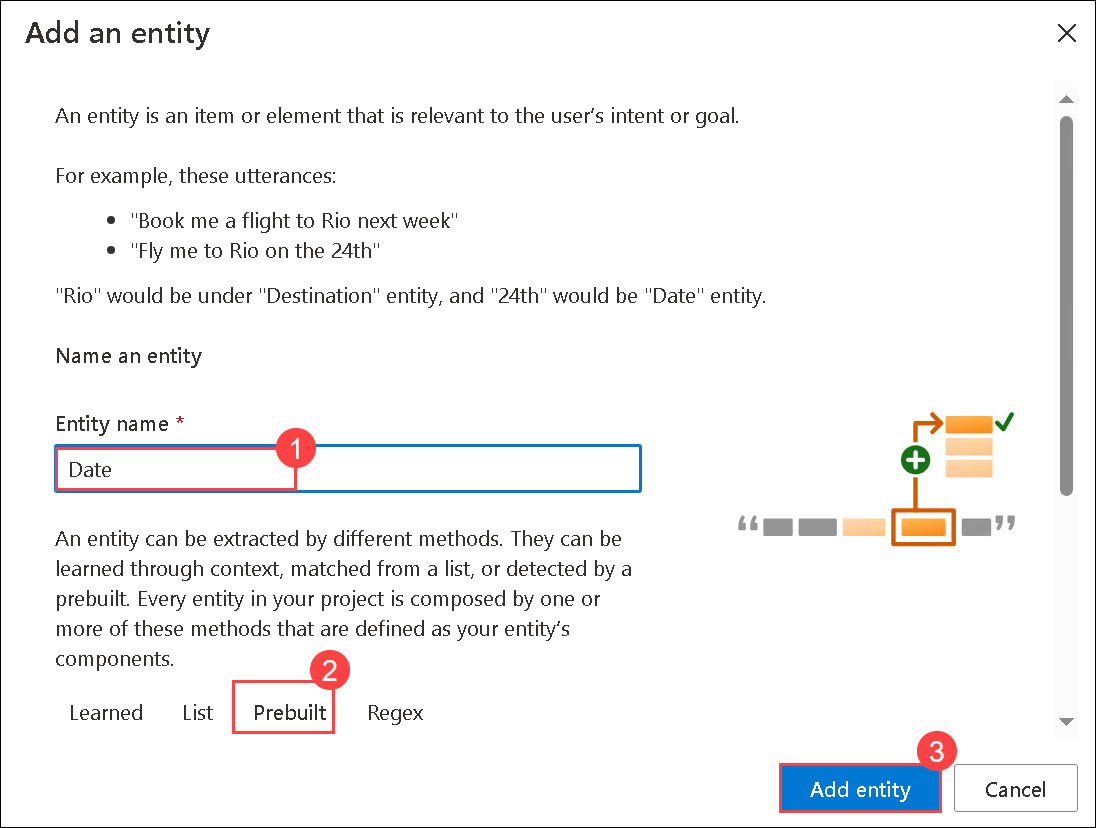 Add an entity
An entity is an item or element that is relevant to the user’s intent or goal.
For example, these utterances:
• "Book me a flight to Rio next week"
• "Fly me to Rio on the 24th"
"Rio" would be under "Destination" entity, and "24th" would be "Date" entity.
Name an entity
Entity name *
1
Date
“ ”
An entity can be extracted by different methods. They can be
learned through context, matched from a list, or detected by a
prebuilt. Every entity in your project is composed by one or
more of these methods that are defined as your entity’s
components.
2
Learned List Prebuilt Regex
3
Add entity Cancel